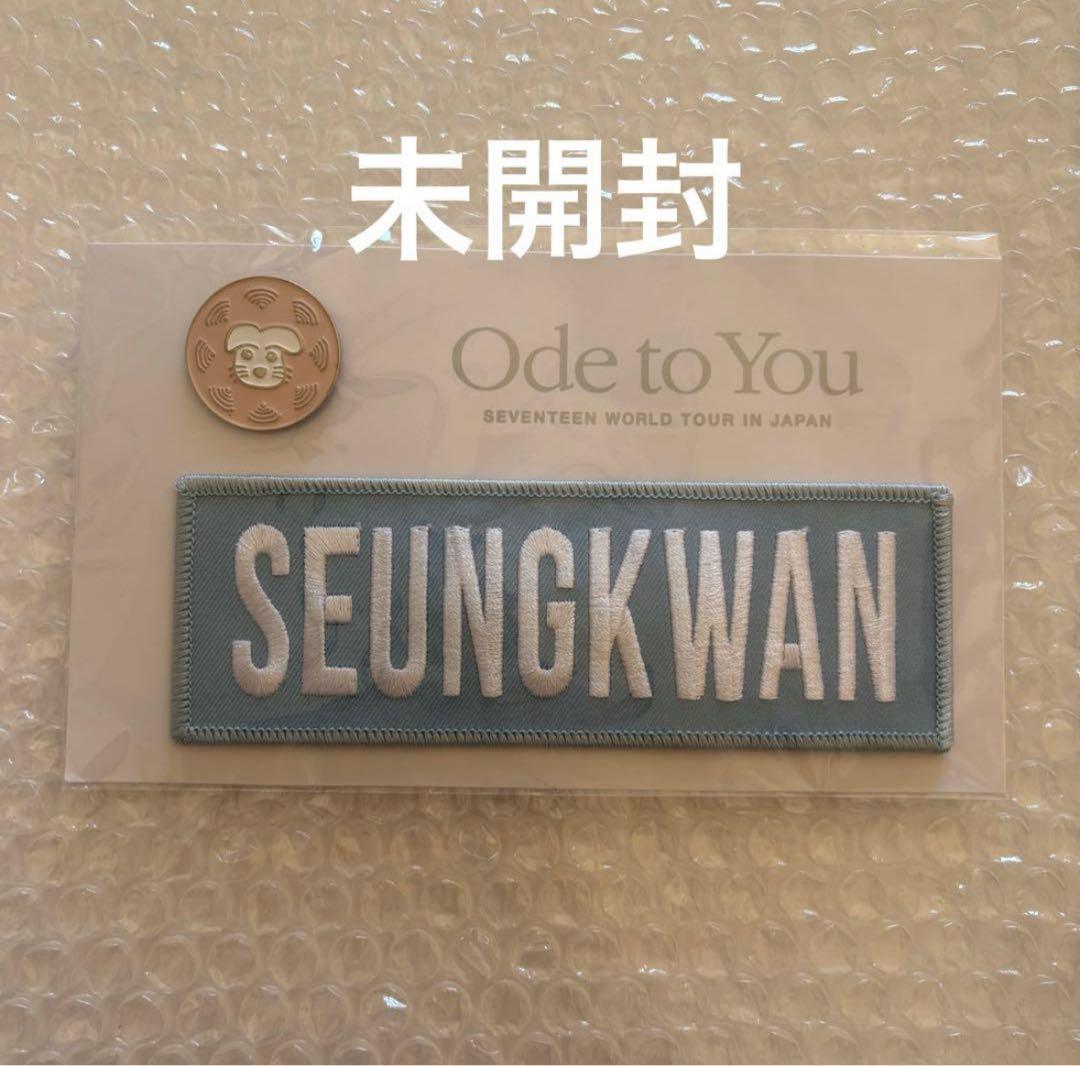 未開封
Ode to You
SEVENTEEN WORLD TOUR IN JAPAN
SEUNGKWAN